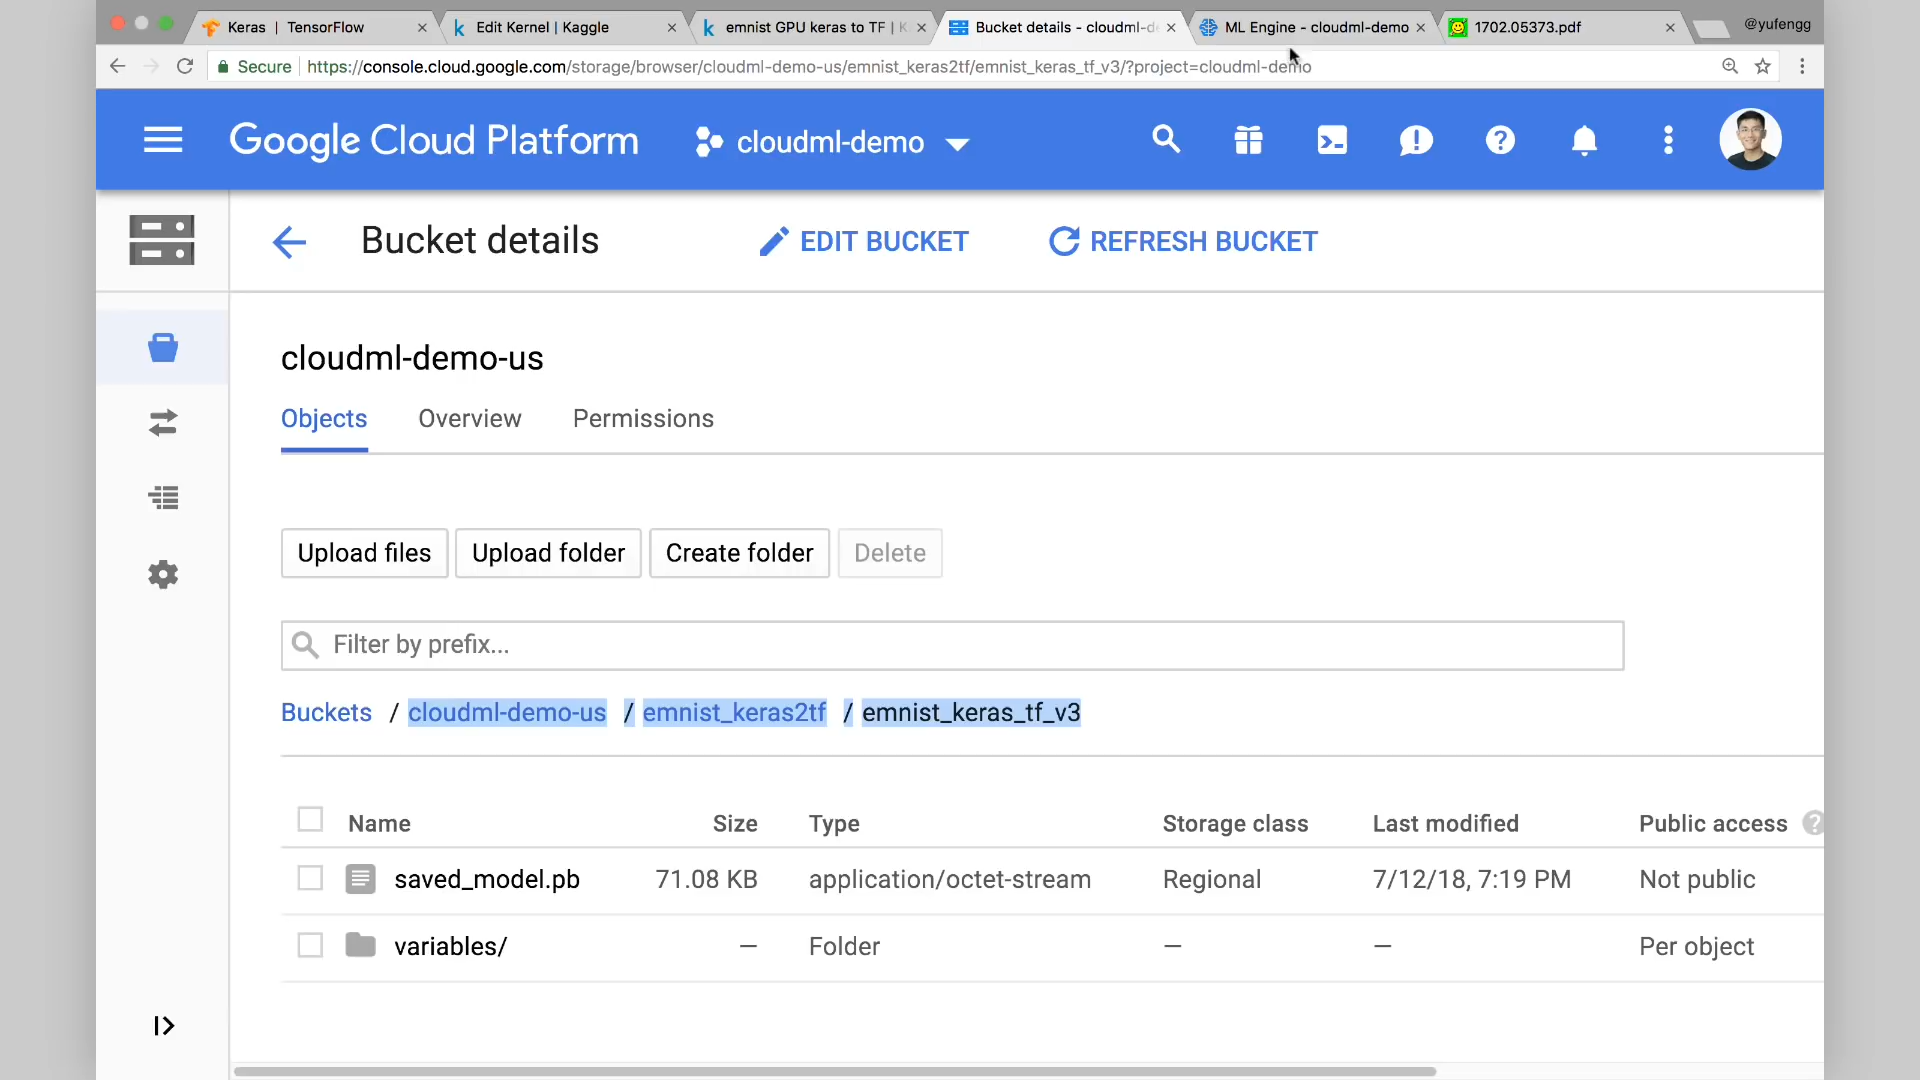 Keras | TensorFlow
Edit Kernel | Kaggle
emnist GPU keras to TF | K
Bucket details - cloudml-de
ML Engine - cloudml-demo
1702.05373.pdf
@yufengg
Secure
https://console.cloud.google.com/storage/browser/cloudml-demo-us/emnist_keras2tf/emnist_keras_tf_v3/?project=cloudml-demo
Google Cloud Platform
cloudml-demo
Bucket details
EDIT BUCKET
REFRESH BUCKET
cloudml-demo-us
Objects
Overview
Permissions
Upload files
Upload folder
Create folder
Delete
Filter by prefix...
Buckets / cloudml-demo-us / emnist_keras2tf / emnist_keras_tf_v3
Name Size Type Storage class Last modified Public access
saved_model.pb 71.08 KB application/octet-stream Regional 7/12/18, 7:19 PM Not public
variables/ — Folder — — Per object